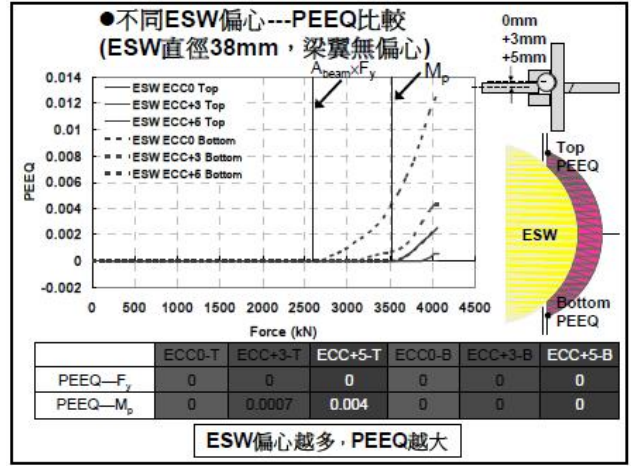 ●不同ESW偏心---PEEQ比較
(ESW直徑38mm，梁翼無偏心)
0mm
+3mm
+5mm
A_beam×F_y
M_p
0.014
0.012
0.01
0.008
0.006
0.004
0.002
0
-0.002
PEEQ
ESW ECC0 Top
ESW ECC+3 Top
ESW ECC+5 Top
ESW ECC0 Bottom
ESW ECC+3 Bottom
ESW ECC+5 Bottom
0 500 1000 1500 2000 2500 3000 3500 4000 4500
Force (kN)
Top
PEEQ
ESW
Bottom
PEEQ
ECC0-T ECC+3-T ECC+5-T ECC0-B ECC+3-B ECC+5-B
PEEQ—F_y 0 0 0 0 0 0
PEEQ—M_p 0 0.0007 0.004 0 0 0
ESW偏心越多，PEEQ越大